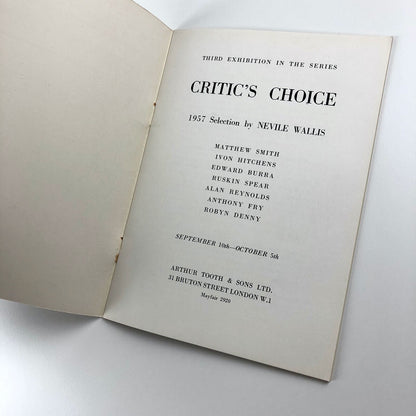 THIRD EXHIBITION IN THE SERIES
CRITIC'S CHOICE
1957 Selection by NEVILE WALLIS
MATTHEW SMITH
IVON HITCHENS
EDWARD BURRA
RUSKIN SPEAR
ALAN REYNOLDS
ANTHONY FRY
ROBYN DENNY
SEPTEMBER 10th—OCTOBER 5th
ARTHUR TOOTH & SONS LTD.
31 BRUTON STREET LONDON W.1
Mayfair 2920